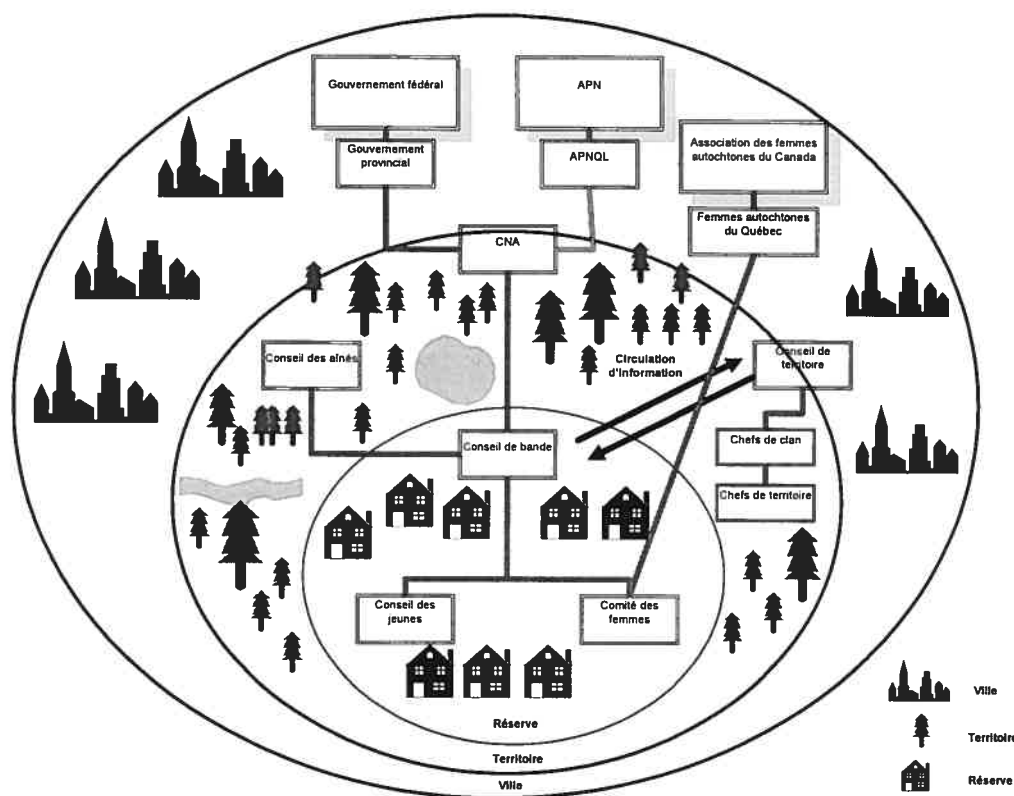 Gouvernement fédéral
APN
Gouvernement
provincial
APNQL
Association des femmes
autochtones du Canada
Femmes autochtones
du Québec
CNA
Conseil des aînés
Circulation
d'Information
Conseil de
territoire
Conseil de bande
Chefs de clan
Chefs de territoire
Conseil des
jeunes
Comité des
femmes
Réserve
Territoire
Ville
Ville
Territoire
Réserve